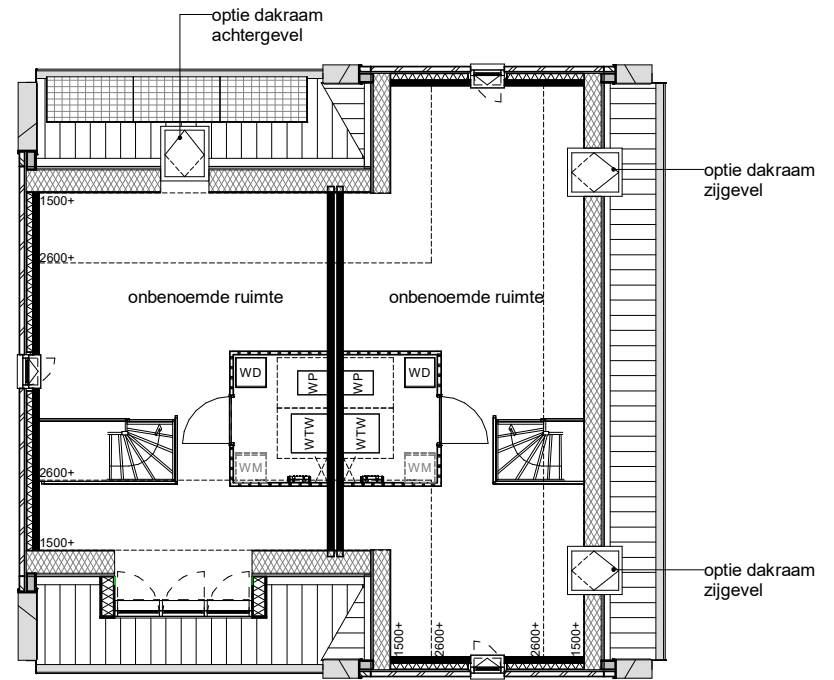 optie dakraam
achtergevel
optie dakraam
zijgevel
1500+
2600+
onbenoemde ruimte
onbenoemde ruimte
WD
WP
WP
WD
WTW
WTW
WM
WM
2600+
1500+
optie dakraam
zijgevel
1500+
2600+
2600+
1500+